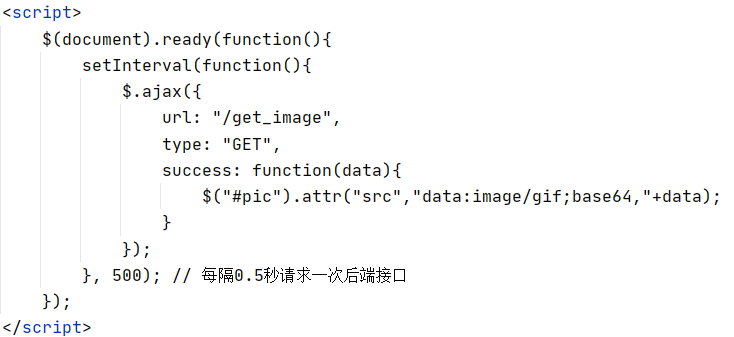 <script>
    $(document).ready(function(){
        setInterval(function(){
            $.ajax({
                url: "/get_image",
                type: "GET",
                success: function(data){
                    $("#pic").attr("src","data:image/gif;base64,"+data);
                }
            });
        }, 500); // 每隔0.5秒请求一次后端接口
    });
</script>